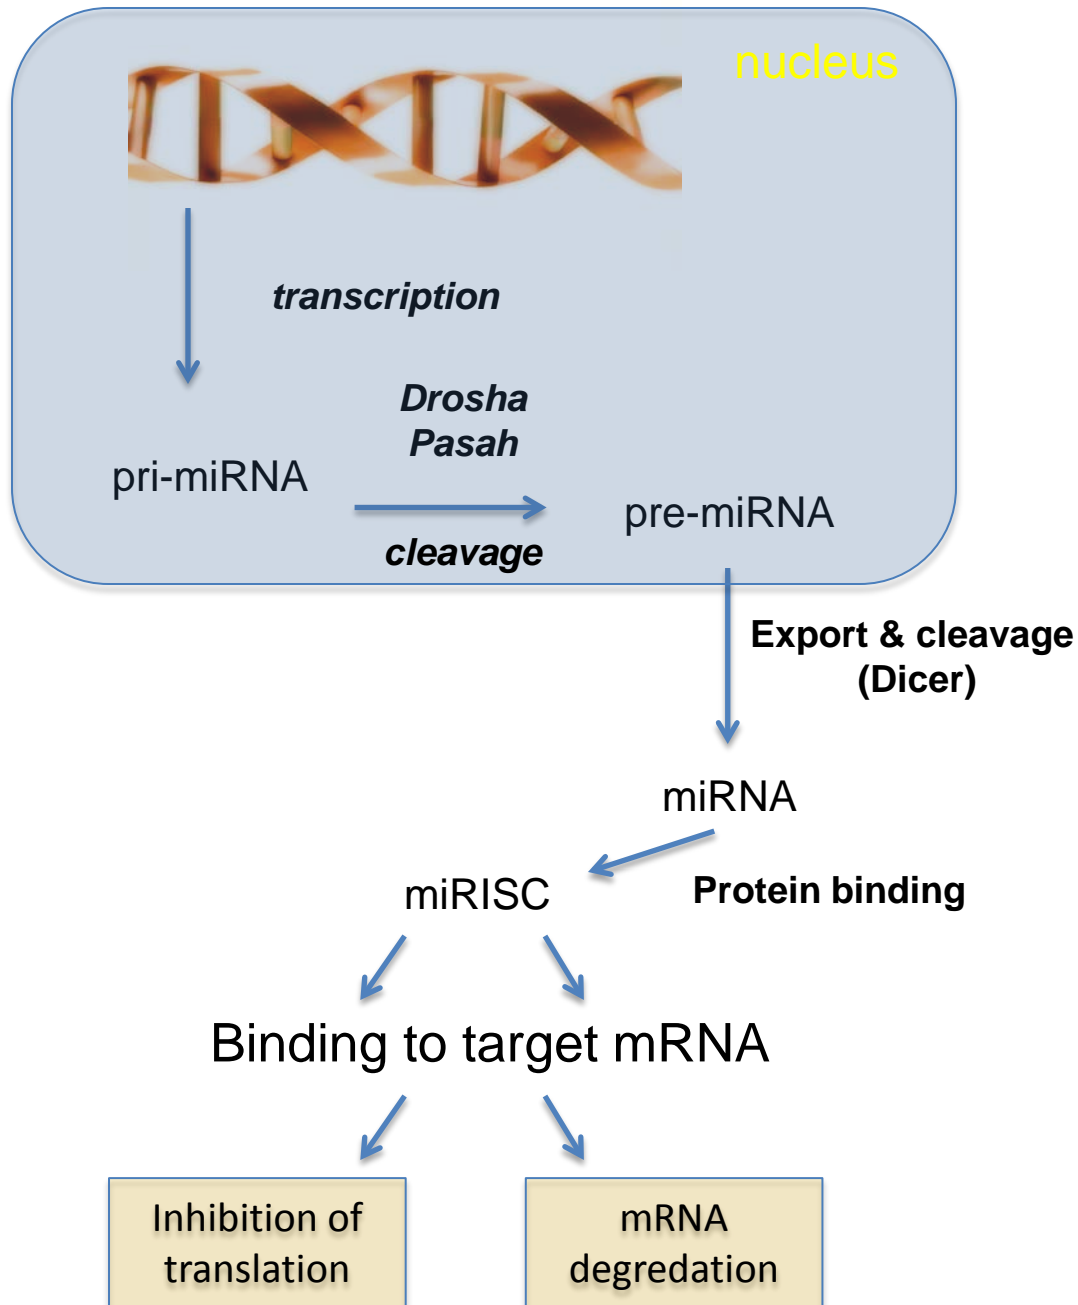 nucleus
transcription
Drosha
Pasah
pri-miRNA
pre-miRNA
cleavage
Export & cleavage
(Dicer)
miRNA
miRISC
Protein binding
Binding to target mRNA
Inhibition of
translation
mRNA
degredation